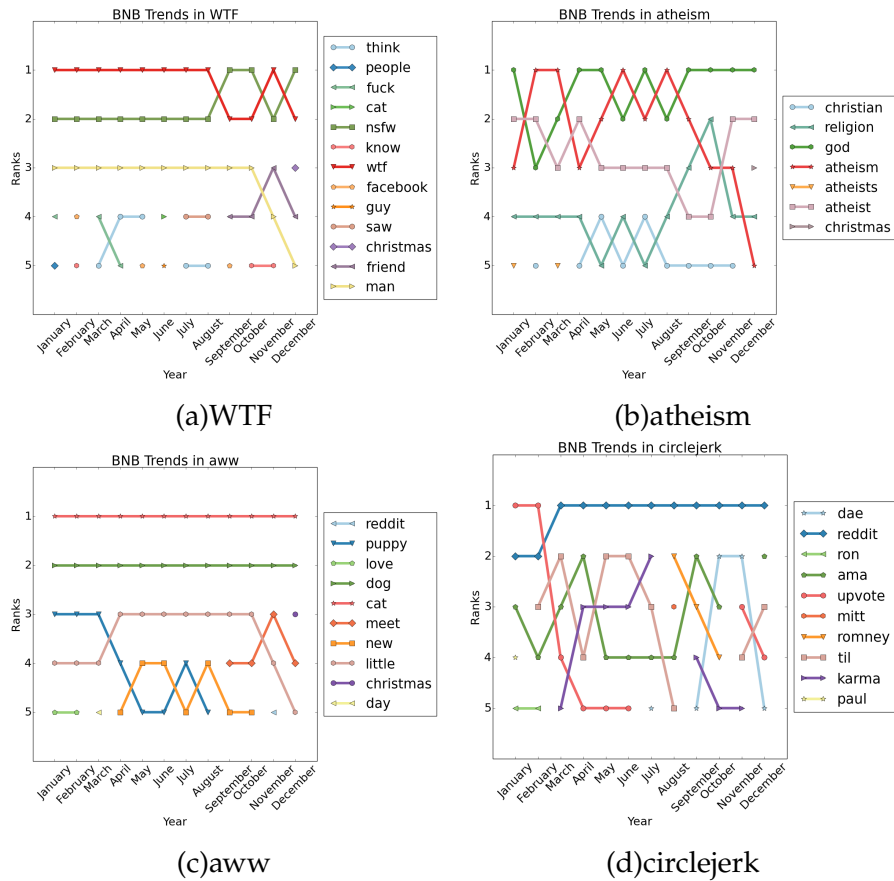 BNB Trends in WTF
Ranks
1
2
3
4
5
January
February
March
April
May
June
July
August
September
October
November
December
Year
think
people
fuck
cat
nsfw
know
wtf
facebook
guy
saw
christmas
friend
man
(a)WTF
BNB Trends in atheism
Ranks
1
2
3
4
5
January
February
March
April
May
June
July
August
September
October
November
December
Year
christian
religion
god
atheism
atheists
atheist
christmas
(b)atheism
BNB Trends in aww
Ranks
1
2
3
4
5
January
February
March
April
May
June
July
August
September
October
November
December
Year
reddit
puppy
love
dog
cat
meet
new
little
christmas
day
(c)aww
BNB Trends in circlejerk
Ranks
1
2
3
4
5
January
February
March
April
May
June
July
August
September
October
November
December
Year
dae
reddit
ron
ama
upvote
mitt
romney
til
karma
paul
(d)circlejerk